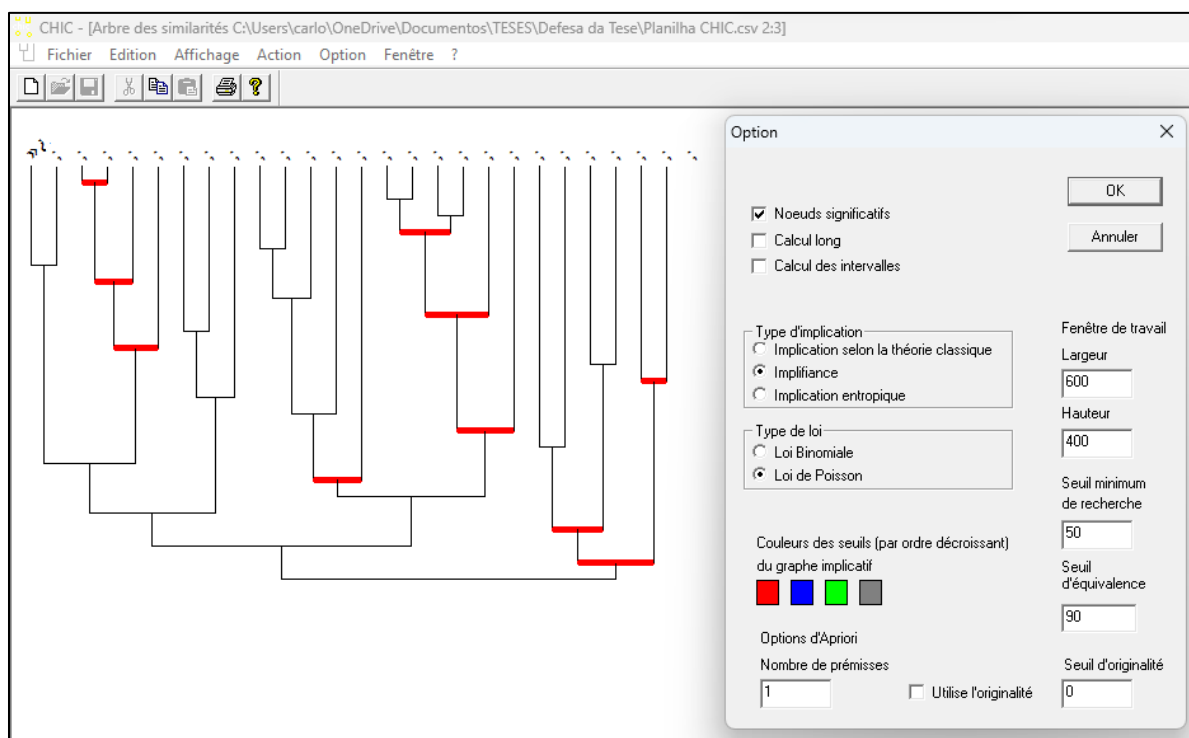 CHIC - [Arbre des similarités C:\Users\carlo\OneDrive\Documentos\TESES\Defesa da Tese\Planilha CHIC.csv 2:3]
Fichier Edition Affichage Action Option Fenêtre ?
Option
OK
Noeuds significatifs
Annuler
Calcul long
Calcul des intervalles
Type d'implication
Implication selon la théorie classique
Implifiance
Implication entropique
Type de loi
Loi Binomiale
Loi de Poisson
Fenêtre de travail
Largeur
600
Hauteur
400
Seuil minimum
de recherche
50
Seuil
d'équivalence
90
Couleurs des seuils (par ordre décroissant)
du graphe implicatif
Options d'Apriori
Nombre de prémisses
1
Utilise l'originalité
Seuil d'originalité
0